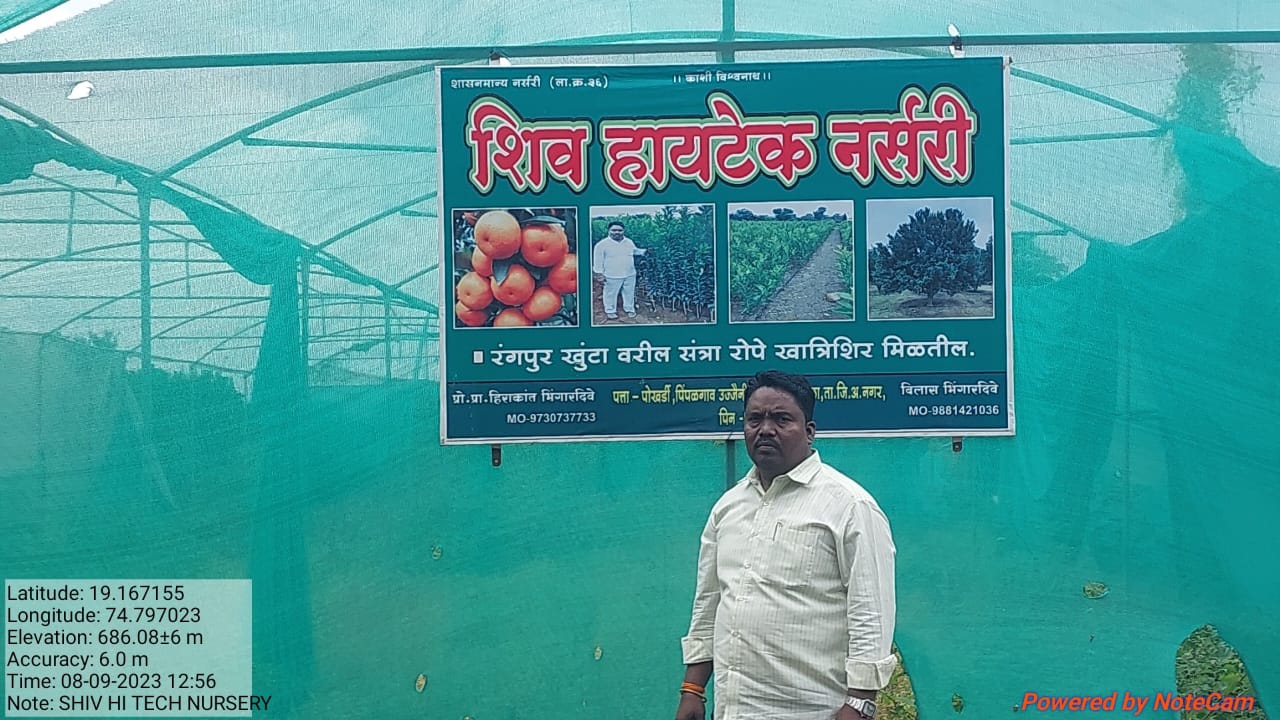 शासनमान्य नर्सरी (ला.क्र.३६)
।। काशी विश्वनाथ।।
शिव हायटेक नर्सरी
रंगपुर खुंटा वरील संत्रा रोपे खात्रिशिर मिळतील.
प्रो.प्रा.हिराकांत भिंगारदिवे
MO-9730737733
पत्ता – पोखर्डी ,पिंपळगाव उज्जैनी ,ता.जि.अ.नगर,
पिन -
विलास भिंगारदिवे
MO-9881421036
Latitude: 19.167155
Longitude: 74.797023
Elevation: 686.08±6 m
Accuracy: 6.0 m
Time: 08-09-2023 12:56
Note: SHIV HI TECH NURSERY
Powered by NoteCam